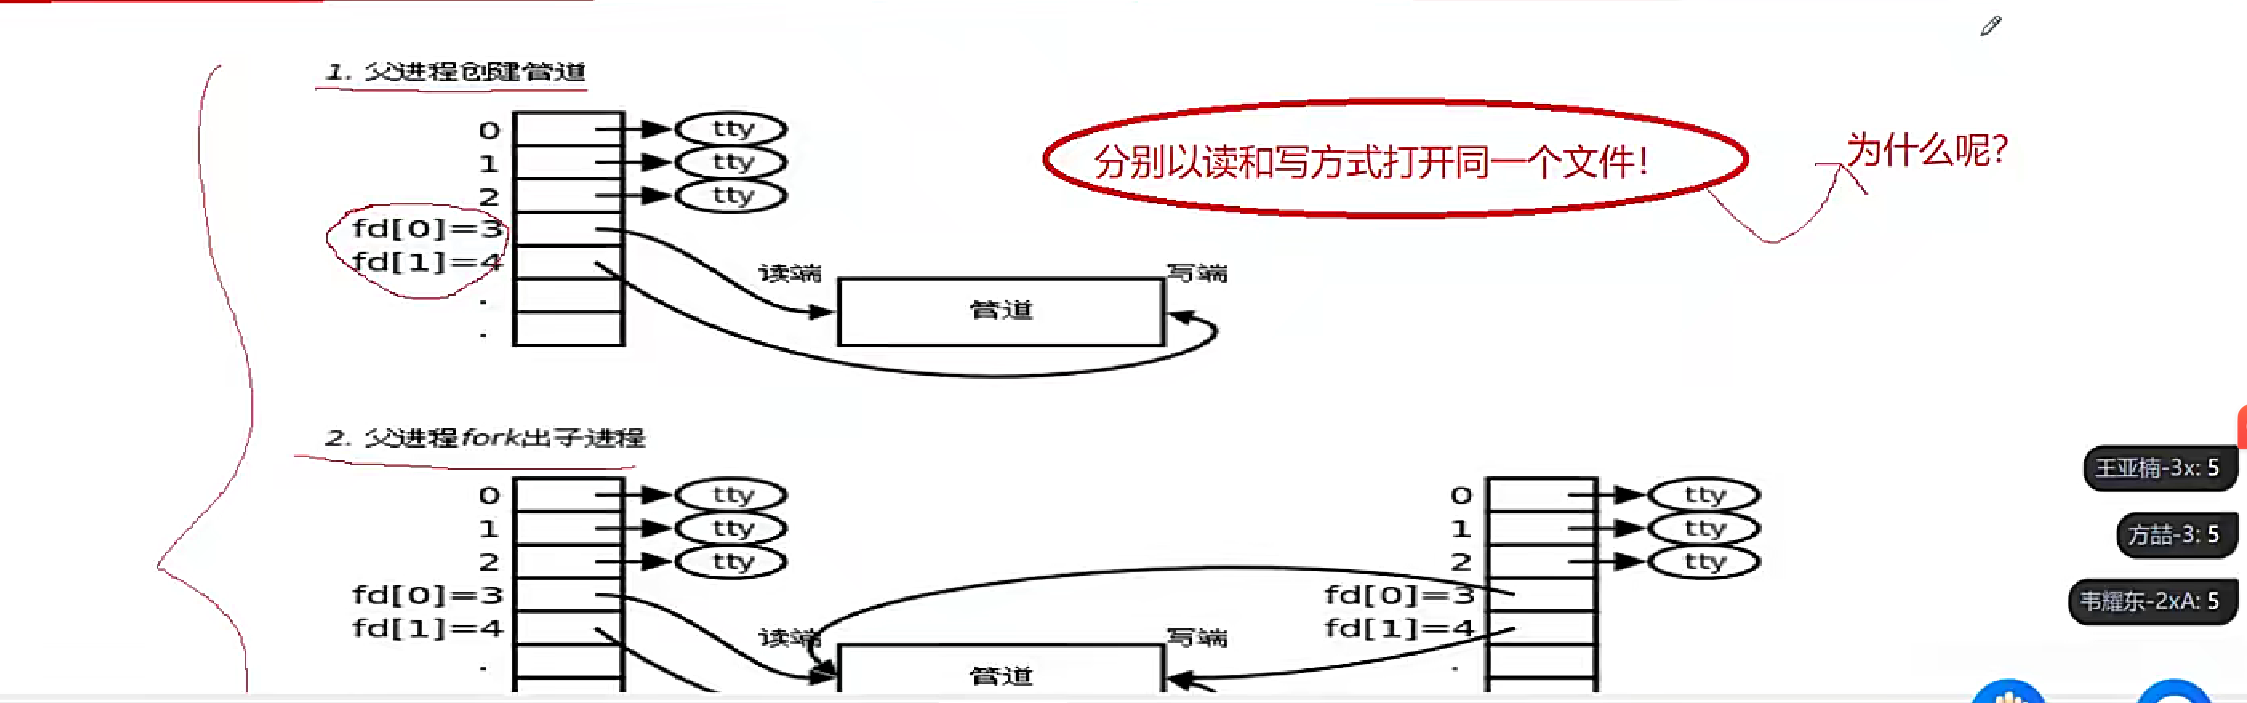 1. 父进程创建管道
0 tty
1 tty
2 tty
fd[0]=3
fd[1]=4
.
.
读端
管道
写端
分别以读和写方式打开同一个文件!
为什么呢?
2. 父进程fork出子进程
0 tty
1 tty
2 tty
fd[0]=3
fd[1]=4
.
读端
管道
写端
0 tty
1 tty
2 tty
fd[0]=3
fd[1]=4
.
王亚楠-3x: 5
方喆-3: 5
韦耀东-2xA: 5